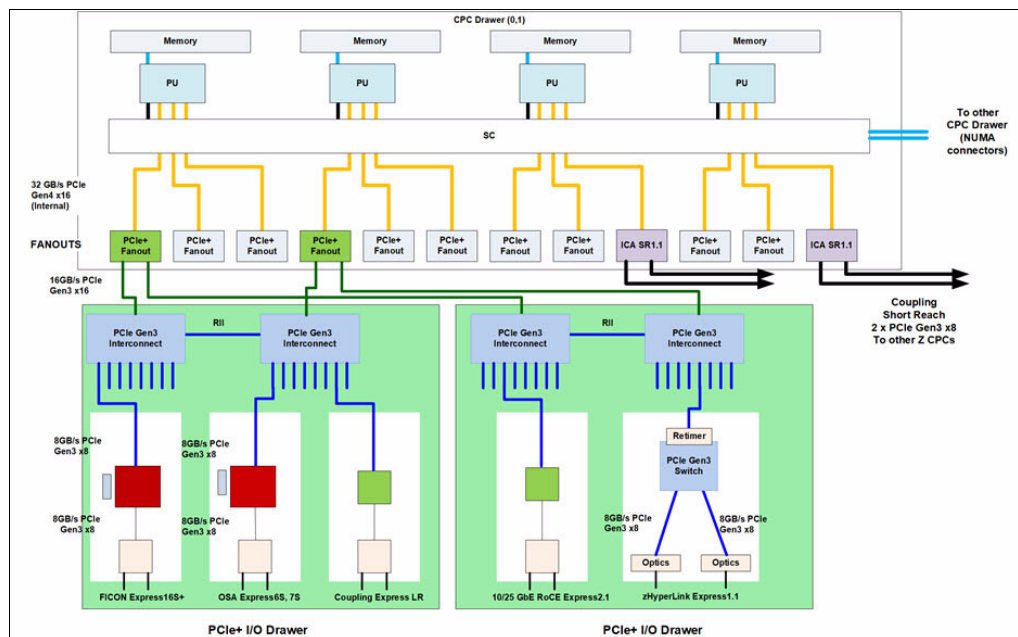 CPC Drawer (0,1)
Memory
Memory
Memory
Memory
PU
PU
PU
PU
SC
To other
CPC Drawer
(NUMA
connectors)
32 GB/s PCIe
Gen4 x16
(Internal)
FANOUTS
PCIe+
Fanout
PCIe+
Fanout
PCIe+
Fanout
PCIe+
Fanout
PCIe+
Fanout
PCIe+
Fanout
PCIe+
Fanout
PCIe+
Fanout
ICA SR1.1
PCIe+
Fanout
PCIe+
Fanout
ICA SR1.1
16GB/s PCIe
Gen3 x16
Coupling
Short Reach
2 x PCIe Gen3 x8
To other Z CPCs
PCIe Gen3
Interconnect
RII
PCIe Gen3
Interconnect
PCIe Gen3
Interconnect
RII
PCIe Gen3
Interconnect
8GB/s PCIe
Gen3 x8
8GB/s PCIe
Gen3 x8
Retimer
PCIe Gen3
Switch
8GB/s PCIe
Gen3 x8
8GB/s PCIe
Gen3 x8
8GB/s PCIe
Gen3 x8
8GB/s PCIe
Gen3 x8
Optics
Optics
FICON Express16S+
OSA Express6S, 7S
Coupling Express LR
10/25 GbE RoCE Express2.1
zHyperLink Express1.1
PCIe+ I/O Drawer
PCIe+ I/O Drawer